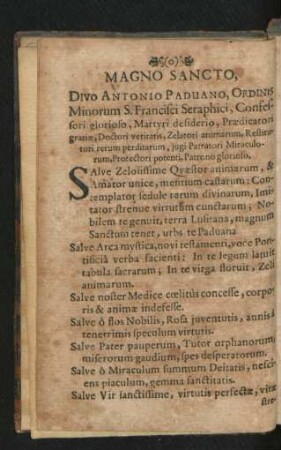 (o)
MAGNO SANCTO,
DIVO ANTONIO PADUANO, ORDINIS
Minorum S. Francisci Seraphici, Confes-
sori glorioso, Martyri desiderio, Prædicatori
gratiæ, Doctori veritatis, Zelatori animarum, Restitu-
tori rerum perditarum, jugi Patratori Miraculo-
rum, Protectori potenti, Patrono glorioso.
SAlve Zelosissime Quæstor animarum, &
Amator unice, mentium castarum: Con-
templator sedule rerum divinarum, Imi-
tator strenue virtutum cunctarum; No-
bilem te genuit, terra Lusitana, magnum
Sanctum tenet, urbs te Paduana
Salve Arca mystica, novi testamenti, voce Pon-
tificiâ verba facienti: In te legum latuit
tabula sacrarum; In te virga floruit, Zeli
animarum.
Salve noster Medice cœlitùs concesse, corpo-
ris & animæ indefesse.
Salve ô flos Nobilis, Rosa juventutis, annis à
tenerrimis speculum virtutis.
Salve Pater pauperum, Tutor orphanorum,
miserorum gaudium, spes desperatorum.
Salve ô Miraculum summum Deitatis, nesci-
ens piaculum, gemma sanctitatis.
Salve Vir sanctissime, virtutis perfectæ, vitæ
stre-